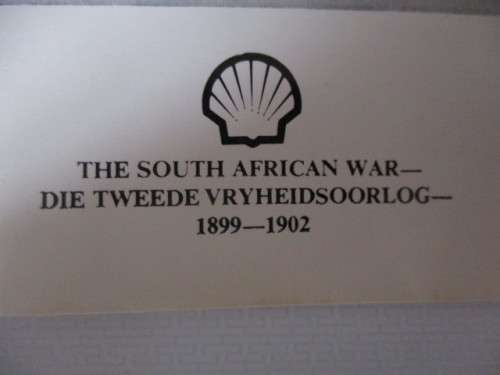 THE SOUTH AFRICAN WAR—
DIE TWEEDE VRYHEIDSOORLOG—
1899—1902